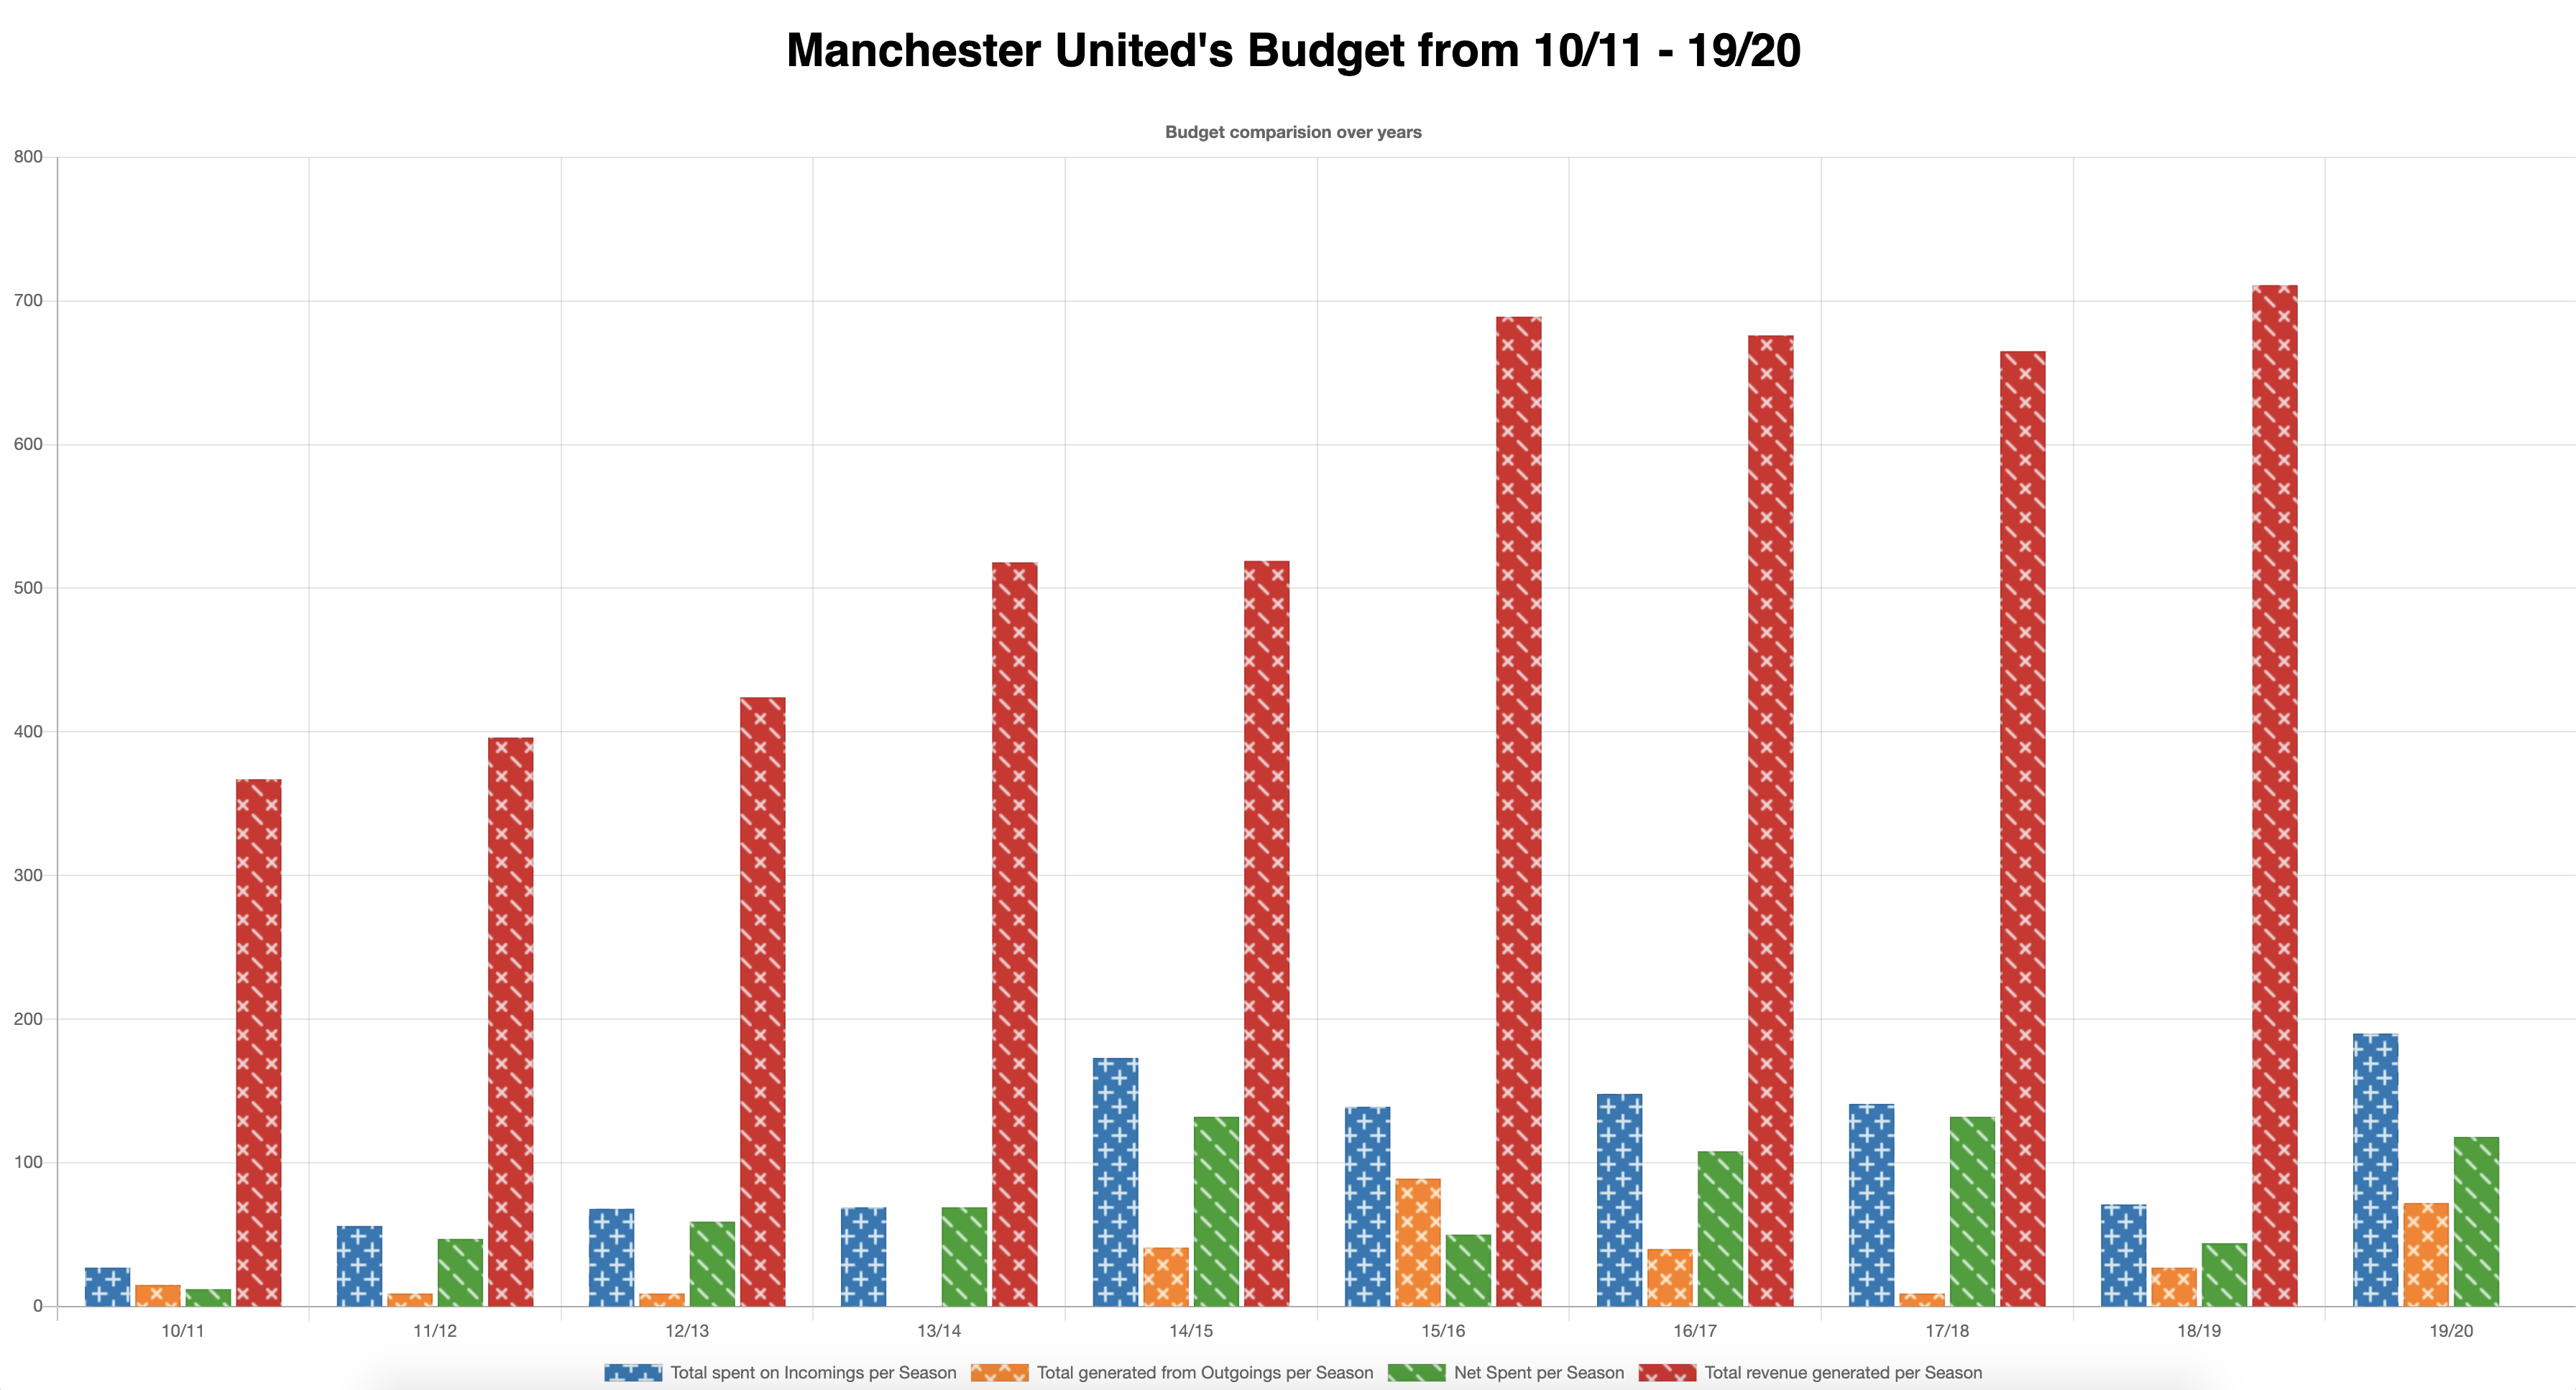 Manchester United's Budget from 10/11 - 19/20
Budget comparision over years
800
700
600
500
400
300
200
100
0
10/11 11/12 12/13 13/14 14/15 15/16 16/17 17/18 18/19 19/20
Total spent on Incomings per Season Total generated from Outgoings per Season Net Spent per Season Total revenue generated per Season